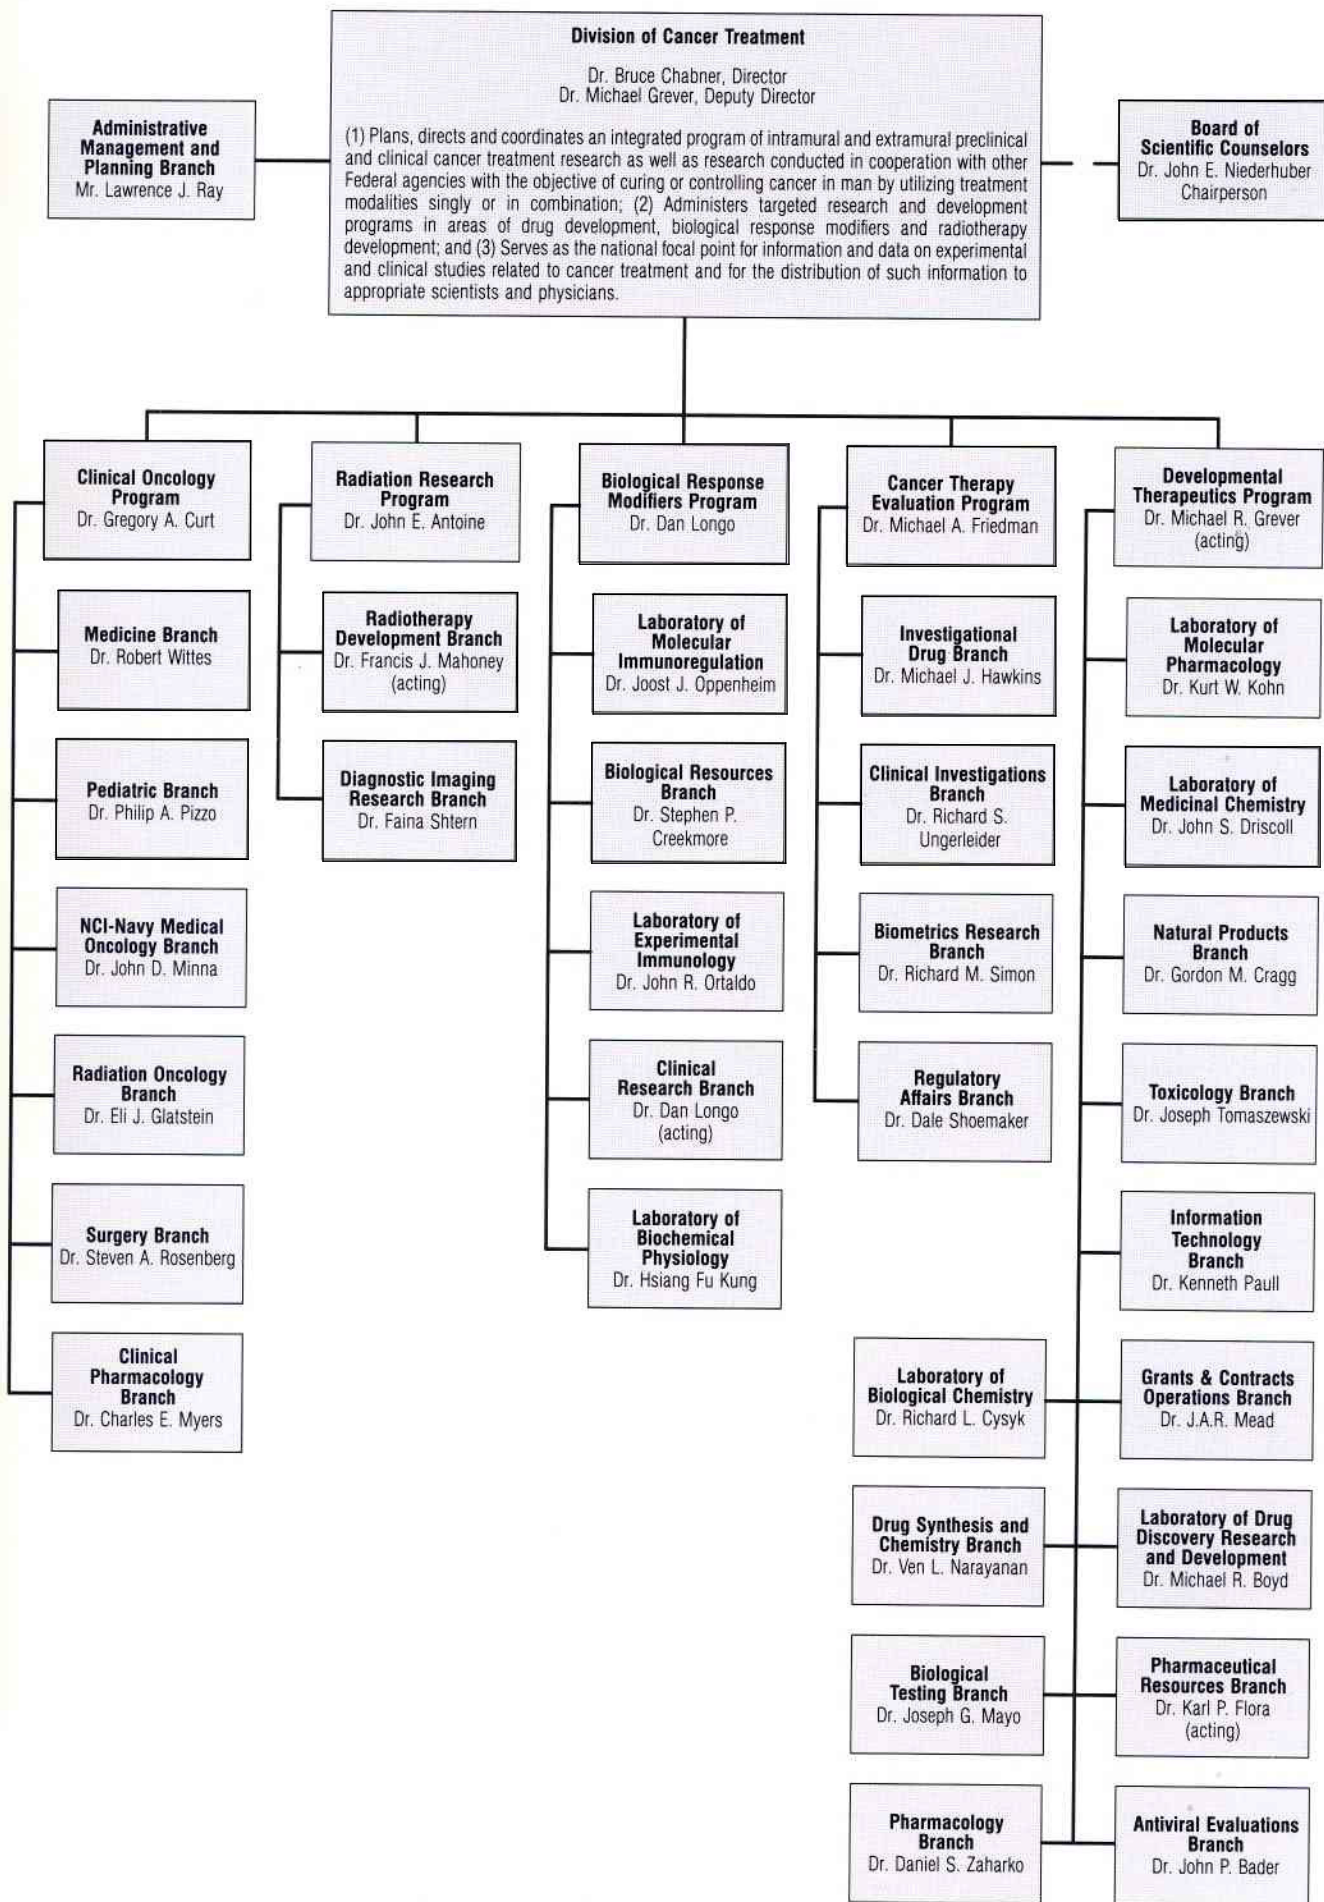 Division of Cancer Treatment
Dr. Bruce Chabner, Director
Dr. Michael Grever, Deputy Director
(1) Plans, directs and coordinates an integrated program of intramural and extramural preclinical
and clinical cancer treatment research as well as research conducted in cooperation with other
Federal agencies with the objective of curing or controlling cancer in man by utilizing treatment
modalities singly or in combination; (2) Administers targeted research and development
programs in areas of drug development, biological response modifiers and radiotherapy
development; and (3) Serves as the national focal point for information and data on experimental
and clinical studies related to cancer treatment and for the distribution of such information to
appropriate scientists and physicians.
Administrative
Management and
Planning Branch
Mr. Lawrence J. Ray
Board of
Scientific Counselors
Dr. John E. Niederhuber
Chairperson
Clinical Oncology
Program
Dr. Gregory A. Curt
Medicine Branch
Dr. Robert Wittes
Pediatric Branch
Dr. Philip A. Pizzo
NCI-Navy Medical
Oncology Branch
Dr. John D. Minna
Radiation Oncology
Branch
Dr. Eli J. Glatstein
Surgery Branch
Dr. Steven A. Rosenberg
Clinical
Pharmacology
Branch
Dr. Charles E. Myers
Radiation Research
Program
Dr. John E. Antoine
Radiotherapy
Development Branch
Dr. Francis J. Mahoney
(acting)
Diagnostic Imaging
Research Branch
Dr. Faina Shtern
Biological Response
Modifiers Program
Dr. Dan Longo
Laboratory of
Molecular
Immunoregulation
Dr. Joost J. Oppenheim
Biological Resources
Branch
Dr. Stephen P.
Creekmore
Laboratory of
Experimental
Immunology
Dr. John R. Ortaldo
Clinical
Research Branch
Dr. Dan Longo
(acting)
Laboratory of
Biochemical
Physiology
Dr. Hsiang Fu Kung
Cancer Therapy
Evaluation Program
Dr. Michael A. Friedman
Investigational
Drug Branch
Dr. Michael J. Hawkins
Clinical Investigations
Branch
Dr. Richard S.
Ungerleider
Biometrics Research
Branch
Dr. Richard M. Simon
Regulatory
Affairs Branch
Dr. Dale Shoemaker
Developmental
Therapeutics Program
Dr. Michael R. Grever
(acting)
Laboratory of
Molecular
Pharmacology
Dr. Kurt W. Kohn
Laboratory of
Medicinal Chemistry
Dr. John S. Driscoll
Natural Products
Branch
Dr. Gordon M. Cragg
Toxicology Branch
Dr. Joseph Tomaszewski
Information
Technology
Branch
Dr. Kenneth Paull
Laboratory of
Biological Chemistry
Dr. Richard L. Cysyk
Grants & Contracts
Operations Branch
Dr. J.A.R. Mead
Drug Synthesis and
Chemistry Branch
Dr. Ven L. Narayanan
Laboratory of Drug
Discovery Research
and Development
Dr. Michael R. Boyd
Biological
Testing Branch
Dr. Joseph G. Mayo
Pharmaceutical
Resources Branch
Dr. Karl P. Flora
(acting)
Pharmacology
Branch
Dr. Daniel S. Zaharko
Antiviral Evaluations
Branch
Dr. John P. Bader